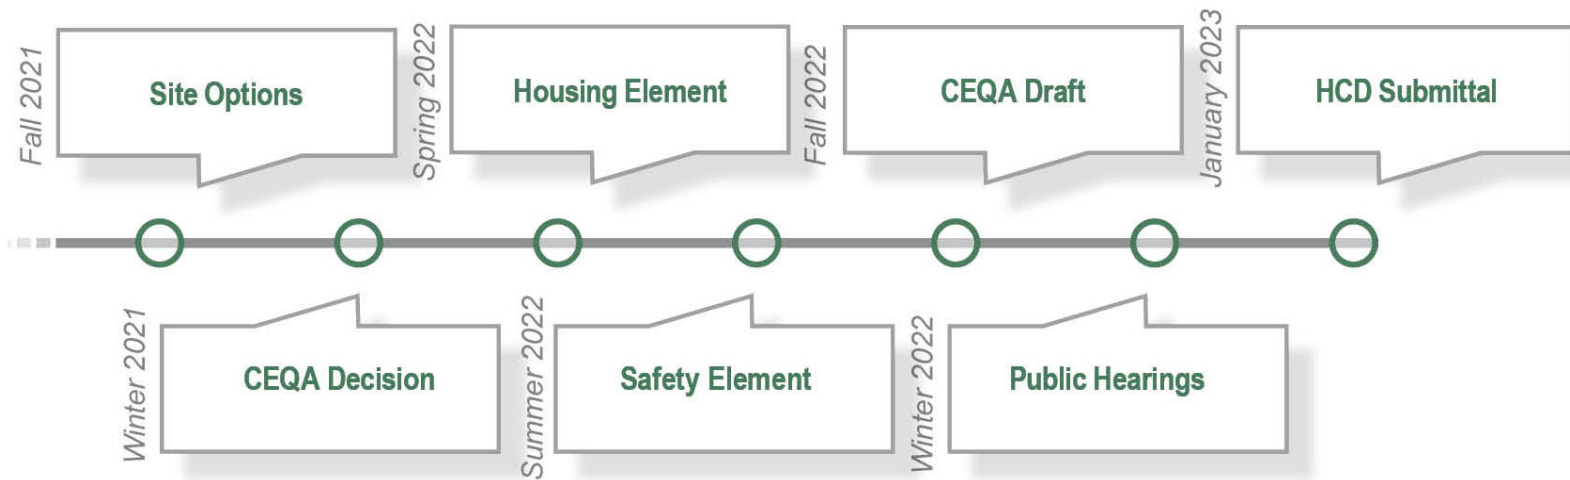 Fall 2021
Site Options
Winter 2021
CEQA Decision
Spring 2022
Housing Element
Summer 2022
Safety Element
Fall 2022
CEQA Draft
Winter 2022
Public Hearings
January 2023
HCD Submittal